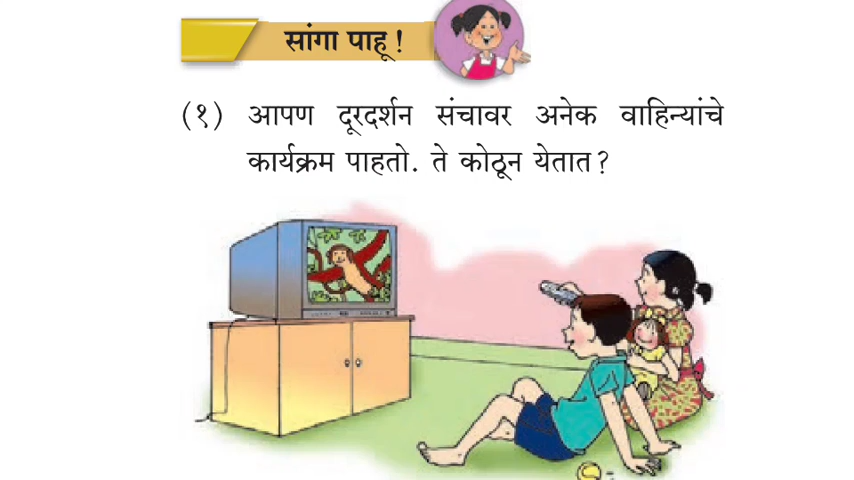 सांगा पाहू !
(१) आपण दूरदर्शन संचावर अनेक वाहिन्यांचे
कार्यक्रम पाहतो. ते कोठून येतात ?